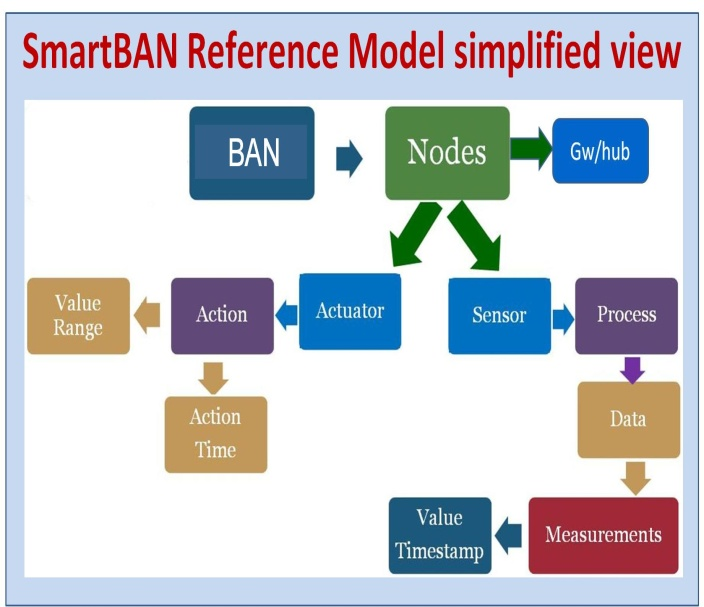 SmartBAN Reference Model simplified view
BAN
Nodes
Gw/hub
Value
Range
Action
Actuator
Sensor
Process
Action
Time
Data
Value
Timestamp
Measurements